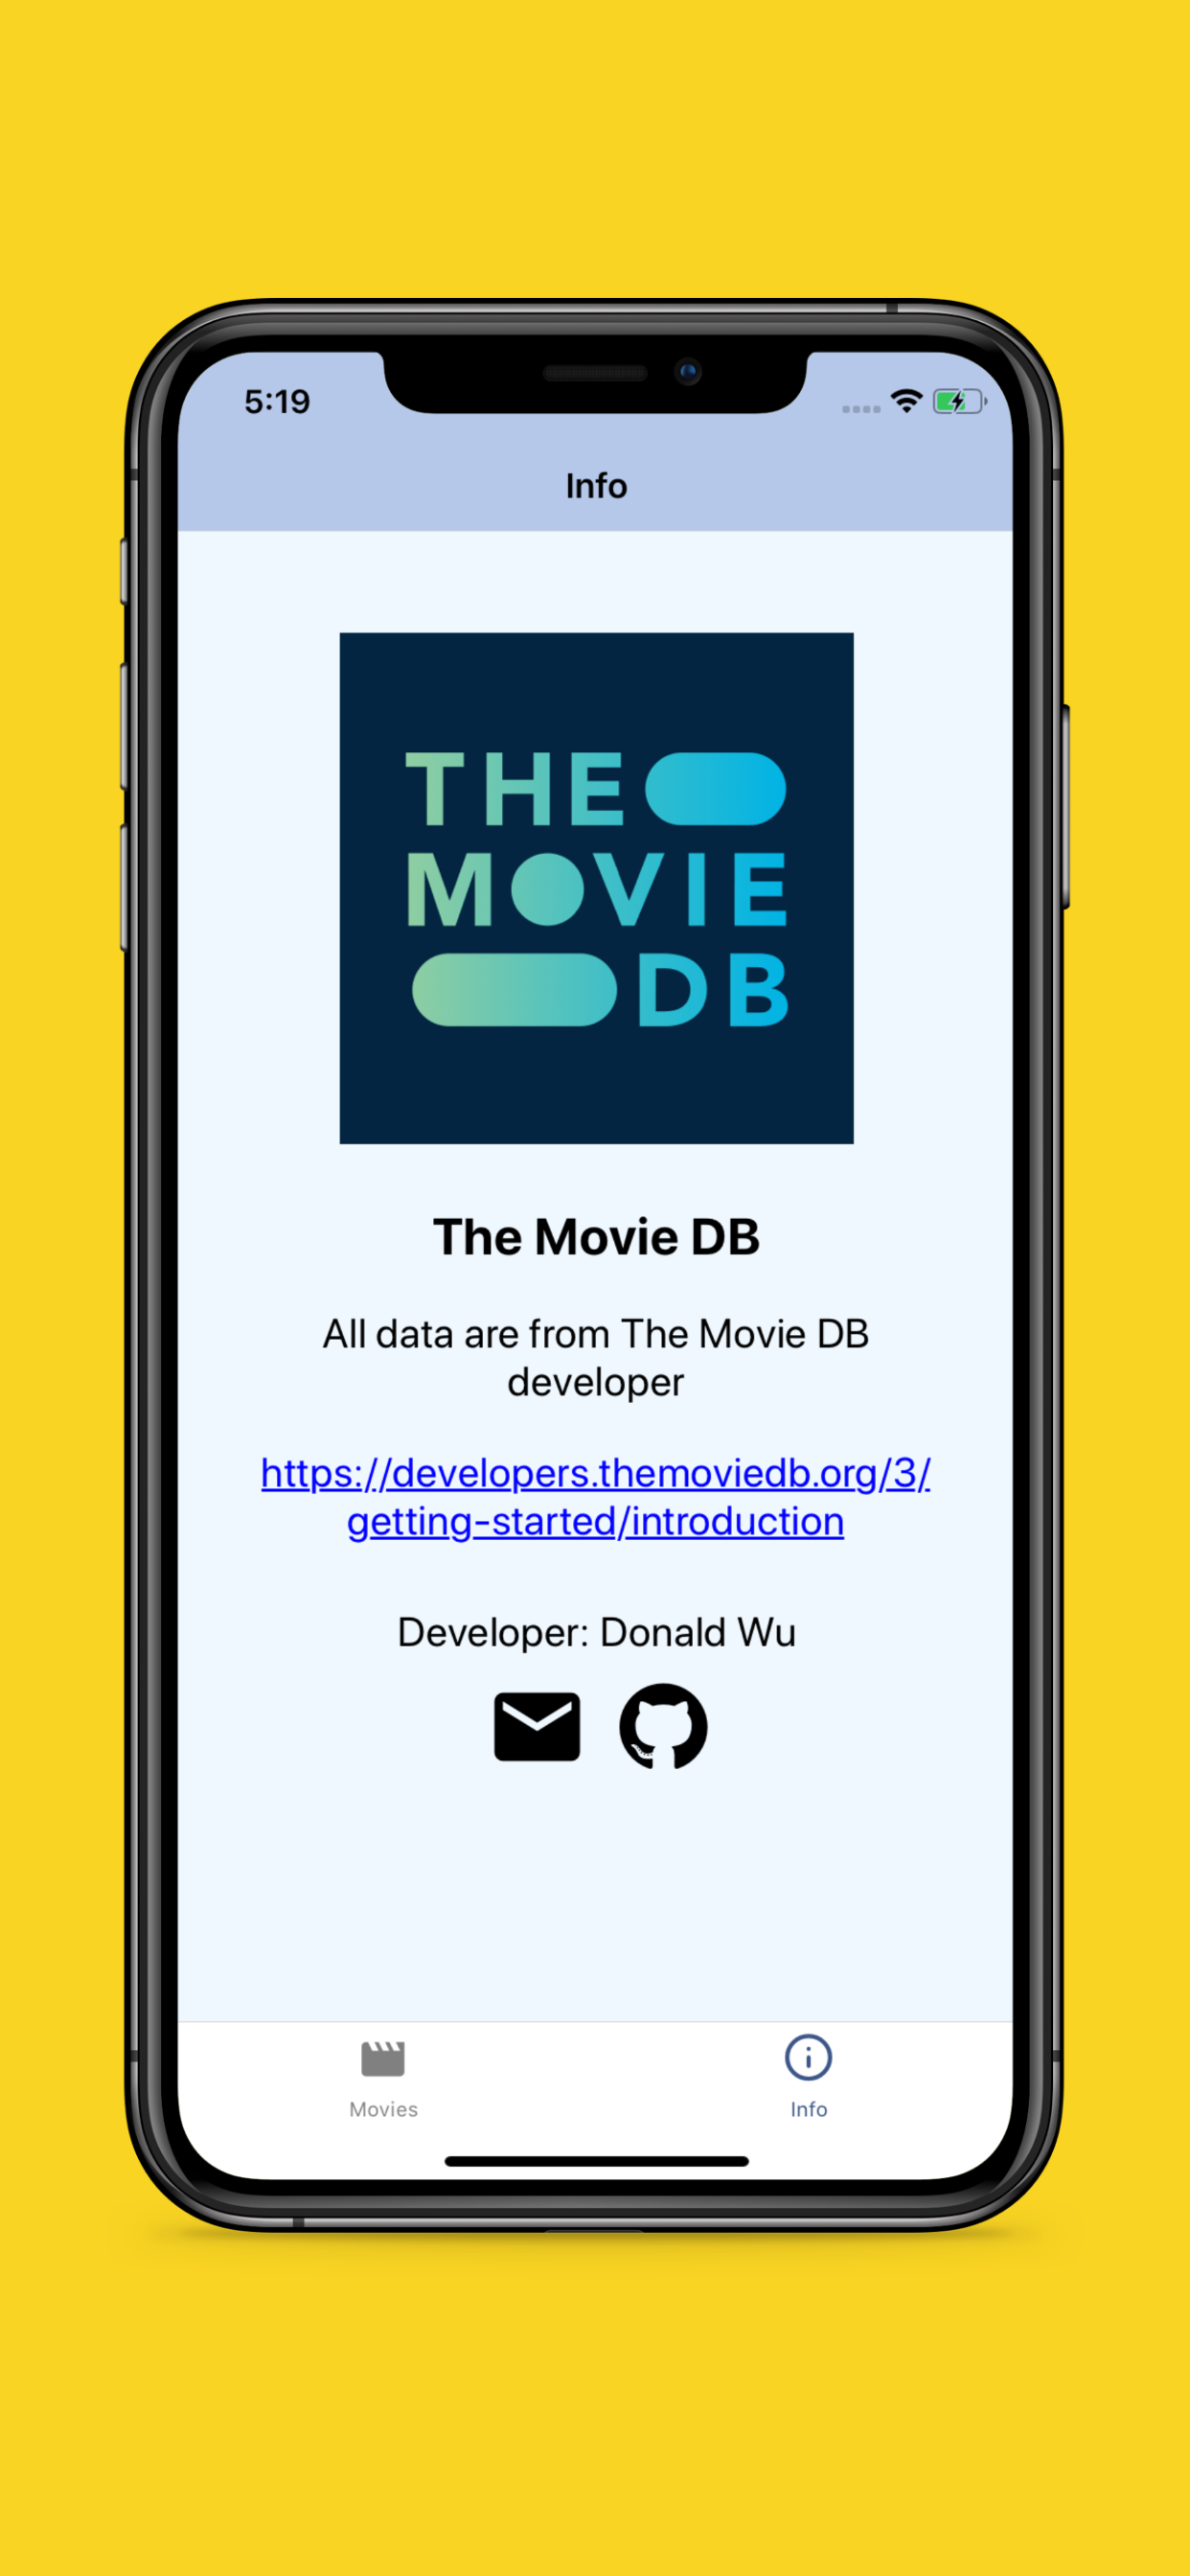 5:19
Info
THE
MOVIE
DB
The Movie DB
All data are from The Movie DB
developer
https://developers.themoviedb.org/3/
getting-started/introduction
Developer: Donald Wu
Movies
Info